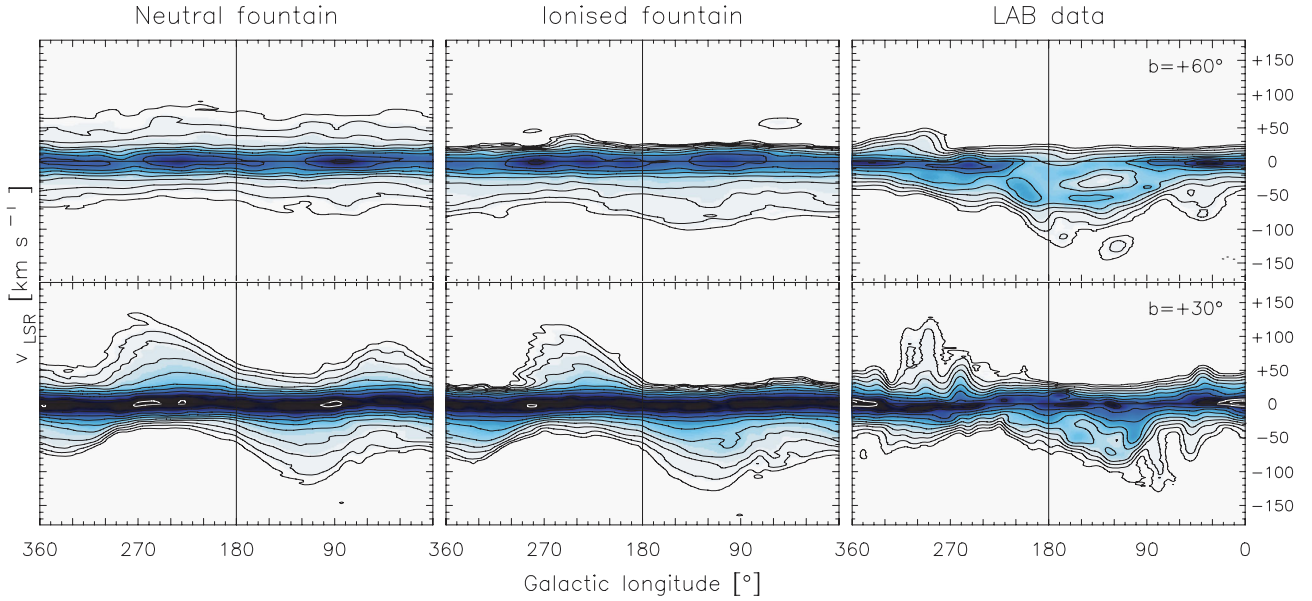 Neutral fountain Ionised fountain LAB data
b=+60°
+150
+100
+50
0
−50
−100
−150
b=+30°
+150
+100
+50
0
−50
−100
−150
v LSR [km s −1]
360 270 180 90 360 270 180 90 360 270 180 90 0
Galactic longitude [°]